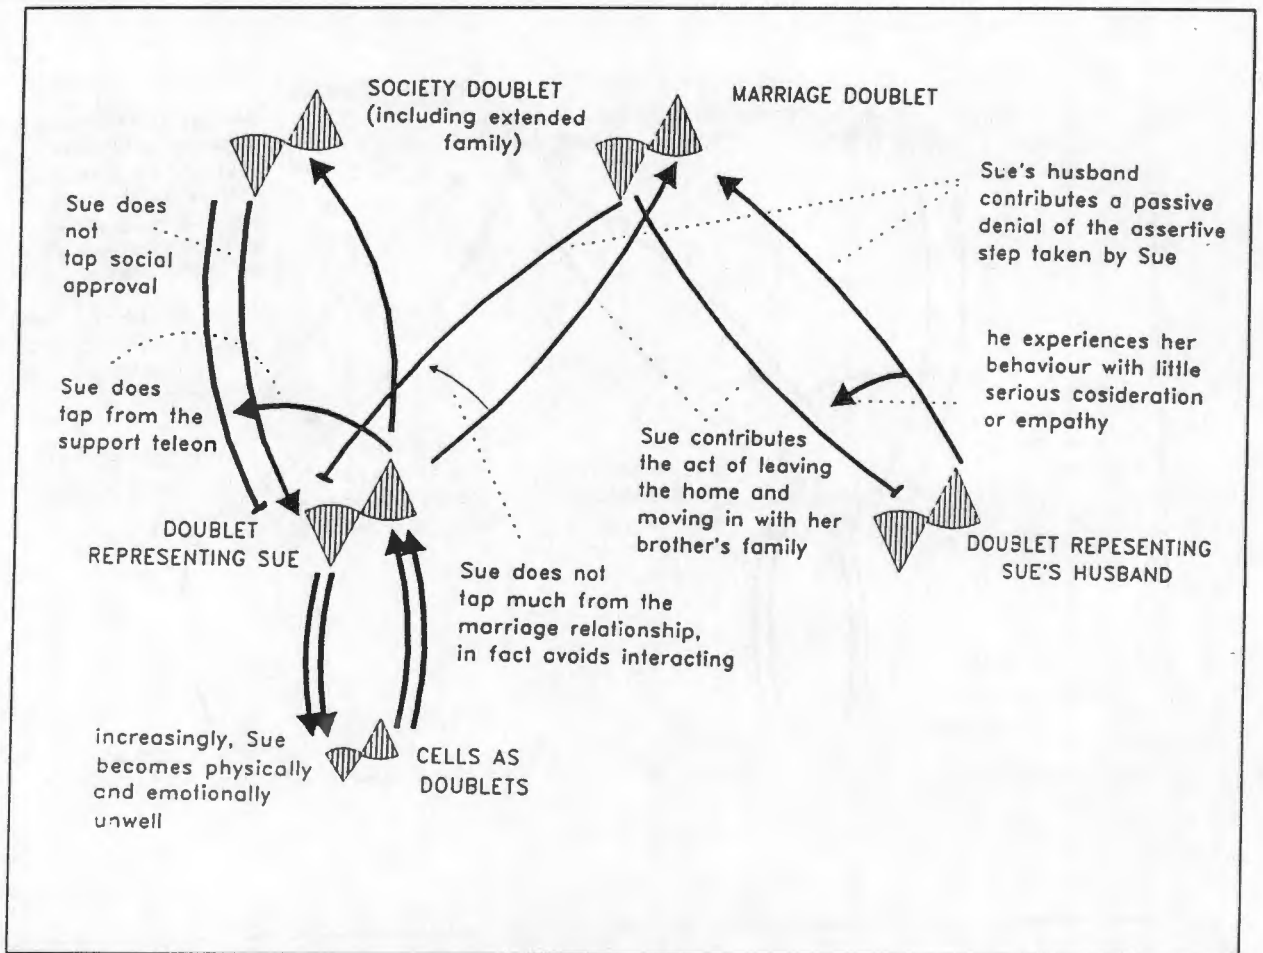 SOCIETY DOUBLET
(including extended
family)
MARRIAGE DOUBLET
Sue's husband
contributes a passive
denial of the assertive
step taken by Sue
Sue does
not
tap social
approval
he experiences her
behaviour with little
serious cosideration
or empathy
Sue does
tap from the
support teleon
Sue contributes
the act of leaving
the home and
moving in with her
brother's family
DOUBLET
REPRESENTING SUE
DOUBLET REPESENTING
SUE'S HUSBAND
Sue does not
tap much from the
marriage relationship,
in fact avoids interacting
increasingly, Sue
becomes physically
and emotionally
unwell
CELLS AS
DOUBLETS